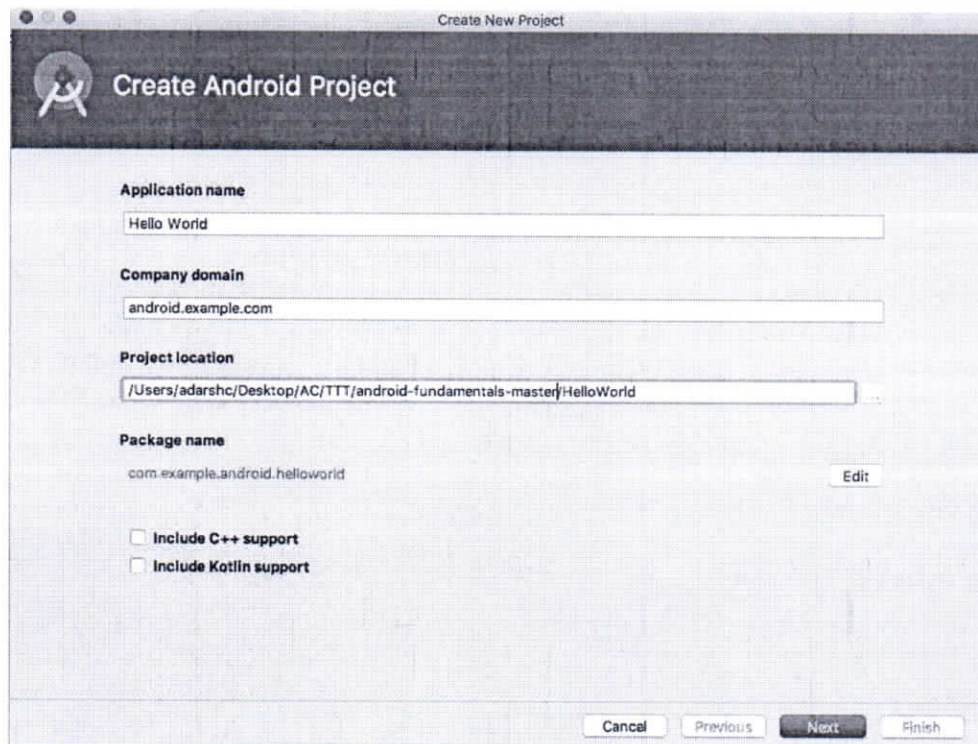 Create New Project
Create Android Project
Application name
Hello World
Company domain
android.example.com
Project location
/Users/adarshc/Desktop/AC/TTT/android-fundamentals-master/HelloWorld
...
Package name
com.example.android.helloworld
Edit
Include C++ support
Include Kotlin support
Cancel Previous Next Finish